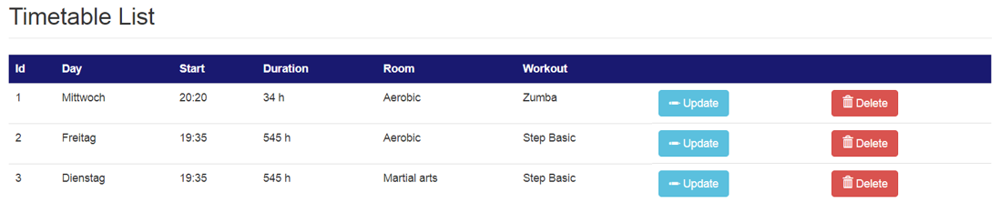 Timetable List
Id Day Start Duration Room Workout
1 Mittwoch 20:20 34 h Aerobic Zumba Update Delete
2 Freitag 19:35 545 h Aerobic Step Basic Update Delete
3 Dienstag 19:35 545 h Martial arts Step Basic Update Delete